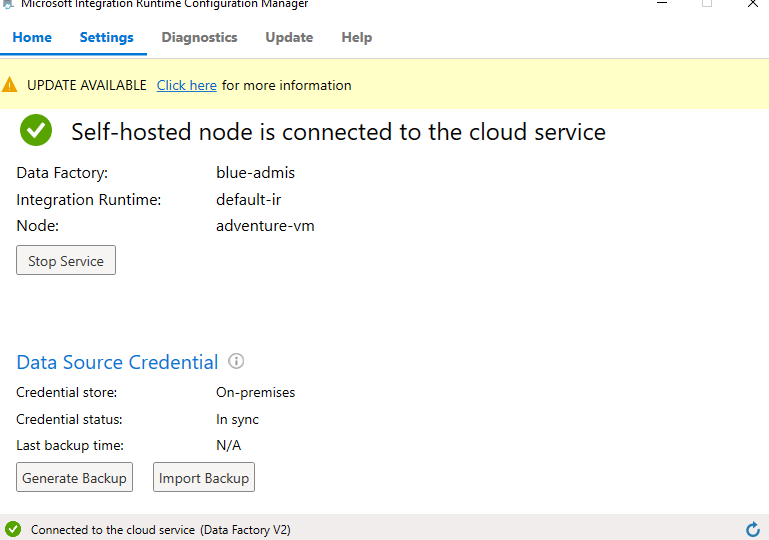 Microsoft Integration Runtime Configuration Manager
Home Settings Diagnostics Update Help
UPDATE AVAILABLE Click here for more information
Self-hosted node is connected to the cloud service
Data Factory: blue-admis
Integration Runtime: default-ir
Node: adventure-vm
Stop Service
Data Source Credential
Credential store: On-premises
Credential status: In sync
Last backup time: N/A
Generate Backup Import Backup
Connected to the cloud service (Data Factory V2)